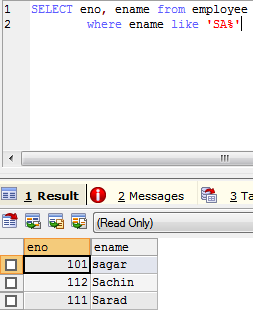 1 SELECT eno, ename from employee
2 where ename like 'SA%'
1 Result 2 Messages 3 Ta
(Read Only)
eno ename
101 sagar
112 Sachin
111 Sarad